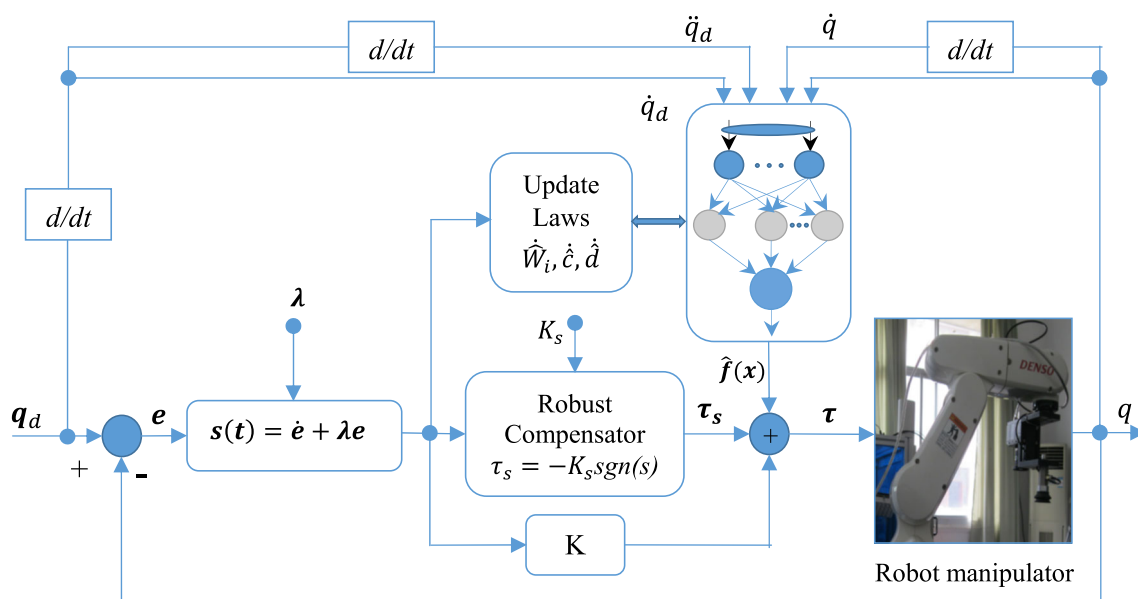 d/dt
q̈_d
q̇
d/dt
q̇_d
d/dt
Update
Laws
Ŵ̇_i, ĉ̇, d̂̇
λ
K_s
f̂(x)
DENSO
q_d
e
s(t) = ė + λe
Robust
Compensator
τ_s = −K_s sgn(s)
τ_s
+
τ
q
+
-
K
Robot manipulator